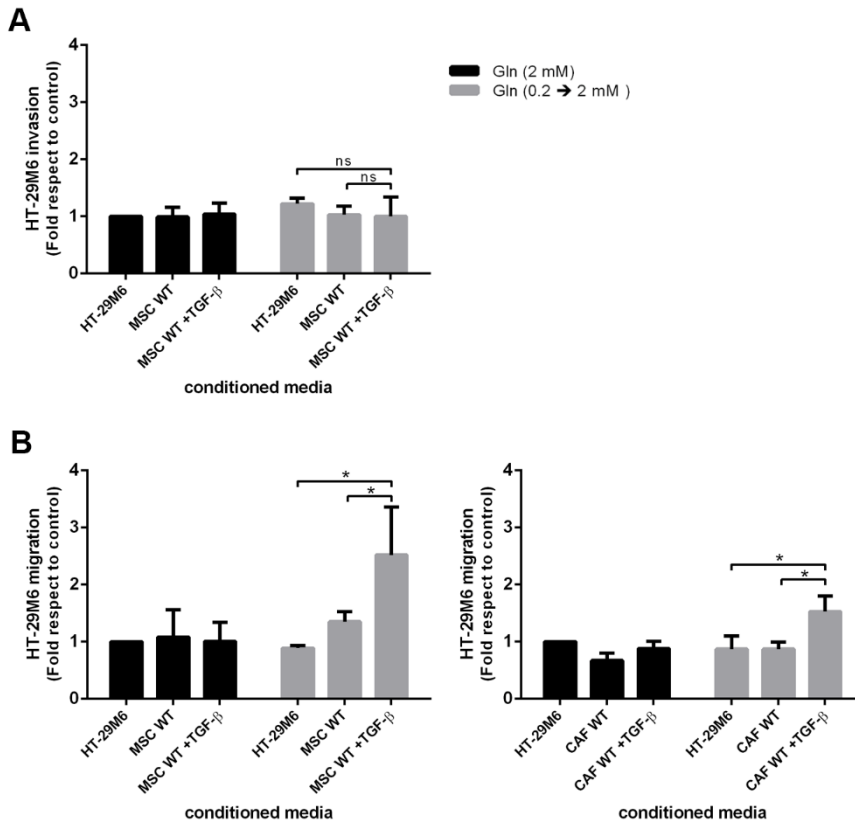 A
HT-29M6 invasion
(Fold respect to control)
4
3
2
1
0
ns
ns
HT-29M6
MSC WT
MSC WT +TGF-β
HT-29M6
MSC WT
MSC WT +TGF-β
conditioned media
Gln (2 mM)
Gln (0.2 ➔ 2 mM )
B
HT-29M6 migration
(Fold respect to control)
4
3
2
1
0
*
*
HT-29M6
MSC WT
MSC WT +TGF-β
HT-29M6
MSC WT
MSC WT +TGF-β
conditioned media
HT-29M6 migration
(Fold respect to control)
4
3
2
1
0
*
*
HT-29M6
CAF WT
CAF WT +TGF-β
HT-29M6
CAF WT
CAF WT +TGF-β
conditioned media